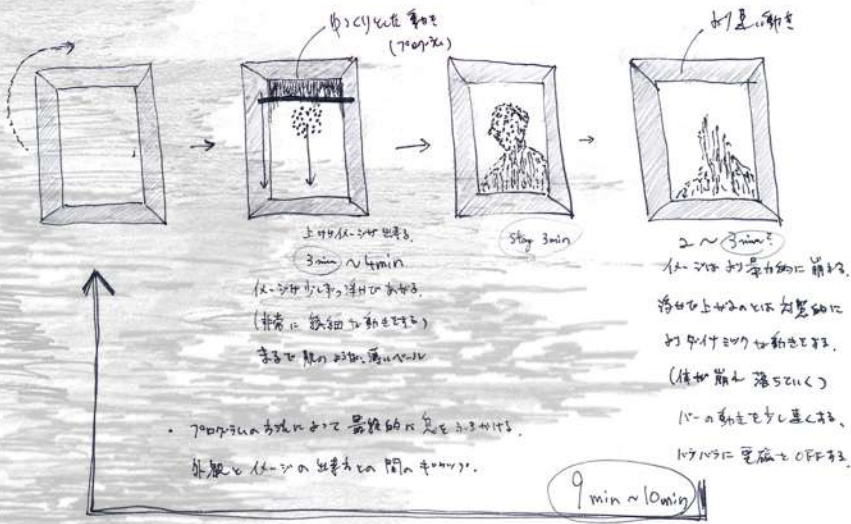 ゆっくりとした動き
(プログラム)
より速い動き
上からイメージが出来る.
3min ~ 4min
イメージが少しずつ浮かびあがる.
(非常に繊細な動きをする)
まるで肌のような、薄いベール
stay 3min
2 ~ 3min?
イメージはより暴力的に崩れる.
浮かび上がるのとは対照的に
よりダイナミックな動きをする.
(体が崩れ落ちていく)
バーの動きを少し速くする、
バラバラに電磁をOFFする.
・プログラムの方法によって最終的に息をふきかける.
外観とイメージの出来方との間のギャップ.
9min ~ 10min